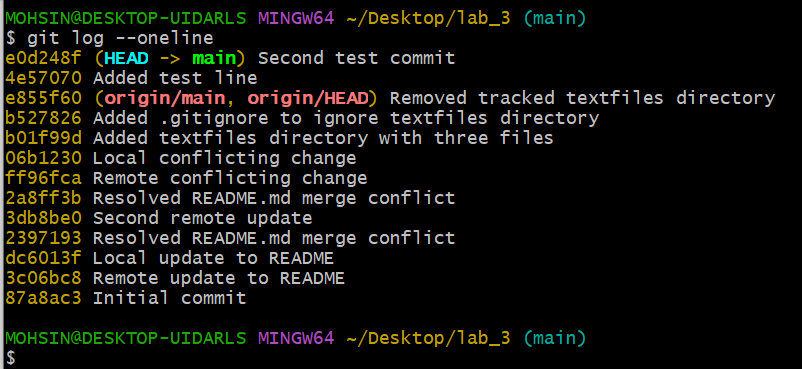 MOHSIN@DESKTOP-UIDARLS MINGW64 ~/Desktop/lab_3 (main)
$ git log --oneline
e0d248f (HEAD -> main) Second test commit
4e57070 Added test line
e855f60 (origin/main, origin/HEAD) Removed tracked textfiles directory
b527826 Added .gitignore to ignore textfiles directory
b01f99d Added textfiles directory with three files
06b1230 Local conflicting change
ff96fca Remote conflicting change
2a8ff3b Resolved README.md merge conflict
3db8be0 Second remote update
2397193 Resolved README.md merge conflict
dc6013f Local update to README
3c06bc8 Remote update to README
87a8ac3 Initial commit
MOHSIN@DESKTOP-UIDARLS MINGW64 ~/Desktop/lab_3 (main)
$